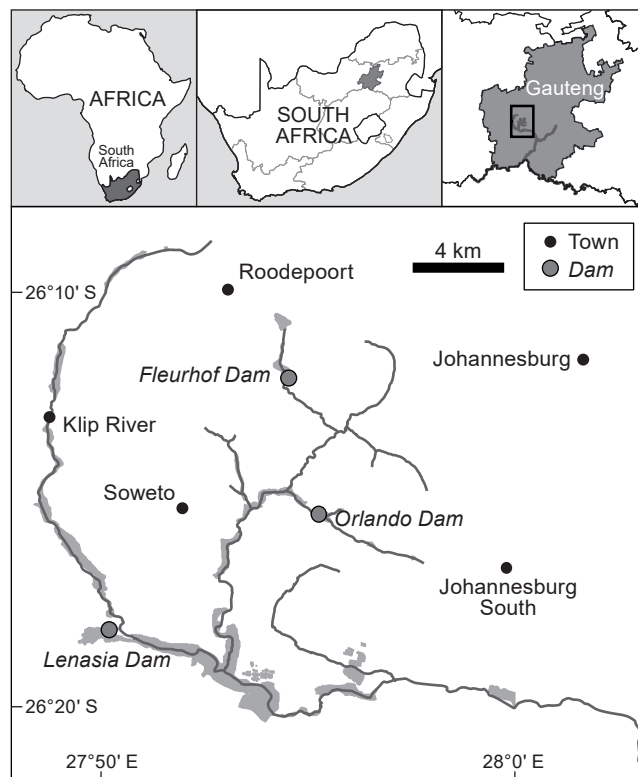 AFRICA
South
Africa
SOUTH
AFRICA
Gauteng
4 km
Town
Dam
Roodepoort
26°10' S
Johannesburg
Fleurhof Dam
Klip River
Soweto
Orlando Dam
Johannesburg
South
Lenasia Dam
26°20' S
27°50' E
28°0' E